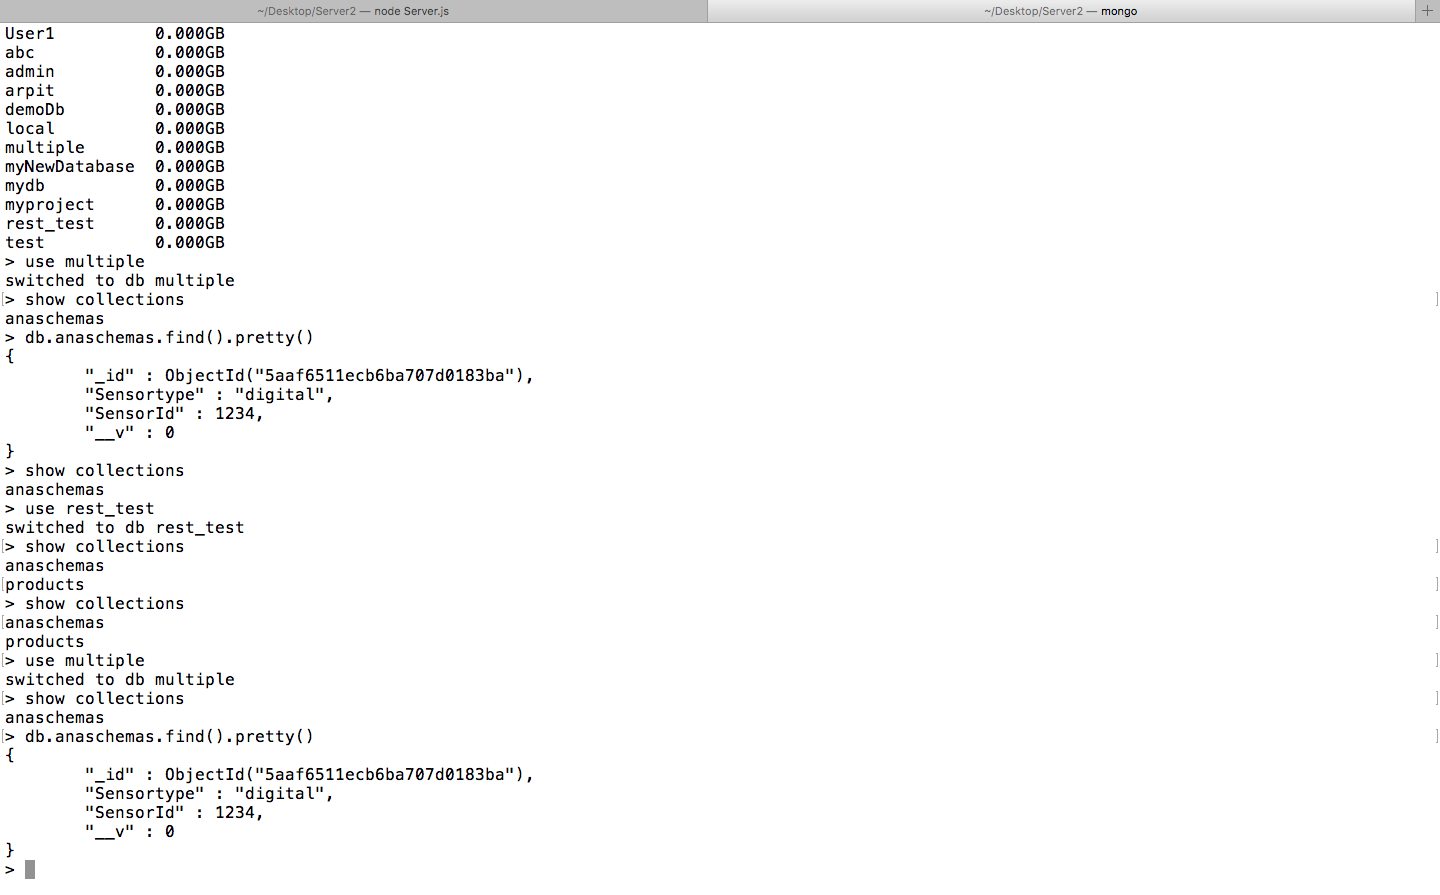 ~/Desktop/Server2 — node Server.js
~/Desktop/Server2 — mongo
User1 0.000GB
abc 0.000GB
admin 0.000GB
arpit 0.000GB
demoDb 0.000GB
local 0.000GB
multiple 0.000GB
myNewDatabase 0.000GB
mydb 0.000GB
myproject 0.000GB
rest_test 0.000GB
test 0.000GB
> use multiple
switched to db multiple
[> show collections ]
anaschemas
> db.anaschemas.find().pretty()
{
"_id" : ObjectId("5aaf6511ecb6ba707d0183ba"),
"Sensortype" : "digital",
"SensorId" : 1234,
"__v" : 0
}
> show collections
anaschemas
> use rest_test
switched to db rest_test
[> show collections ]
anaschemas
[products ]
> show collections
[anaschemas ]
products
[> use multiple ]
switched to db multiple
[> show collections ]
anaschemas
[> db.anaschemas.find().pretty() ]
{
"_id" : ObjectId("5aaf6511ecb6ba707d0183ba"),
"Sensortype" : "digital",
"SensorId" : 1234,
"__v" : 0
}
>